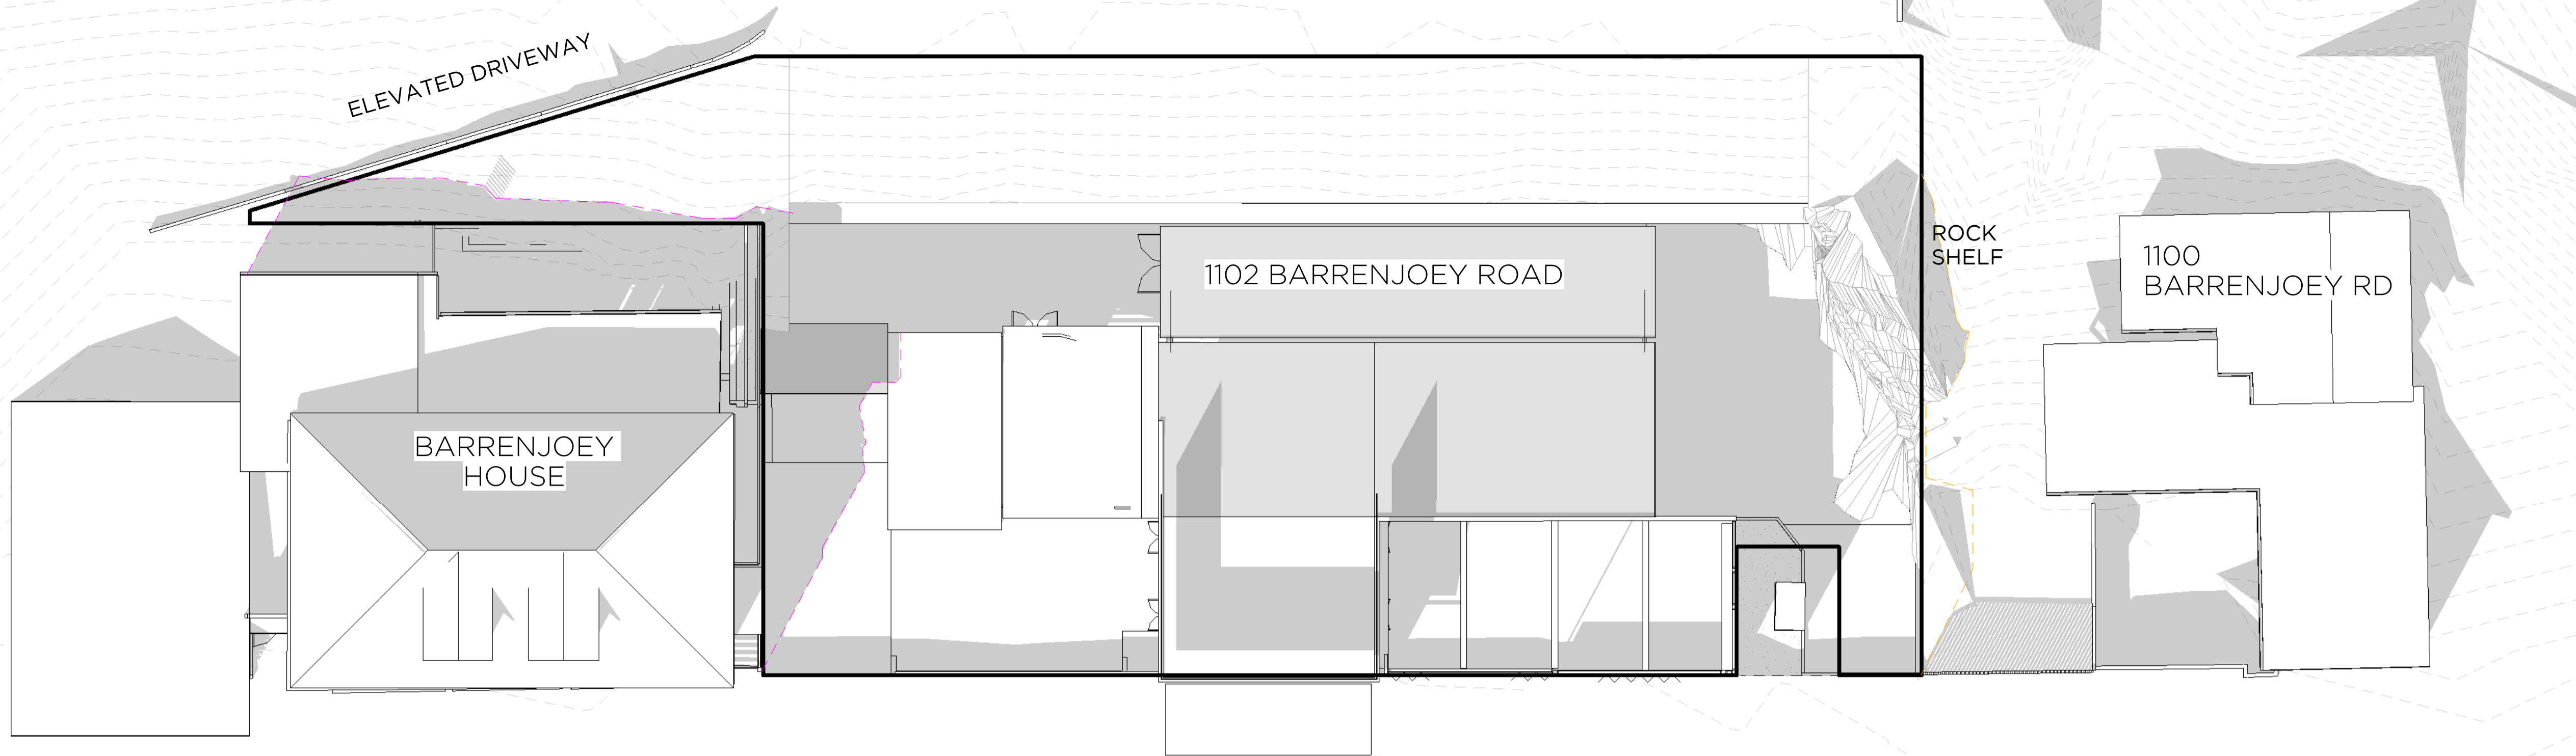 ELEVATED DRIVEWAY
1102 BARRENJOEY ROAD
ROCK
SHELF
1100
BARRENJOEY RD
BARRENJOEY
HOUSE